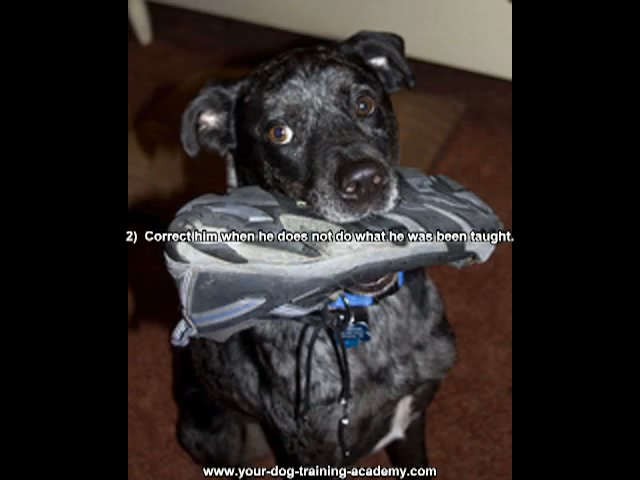 2)  Correct him when he does not do what he was been taught.
www.your-dog-training-academy.com